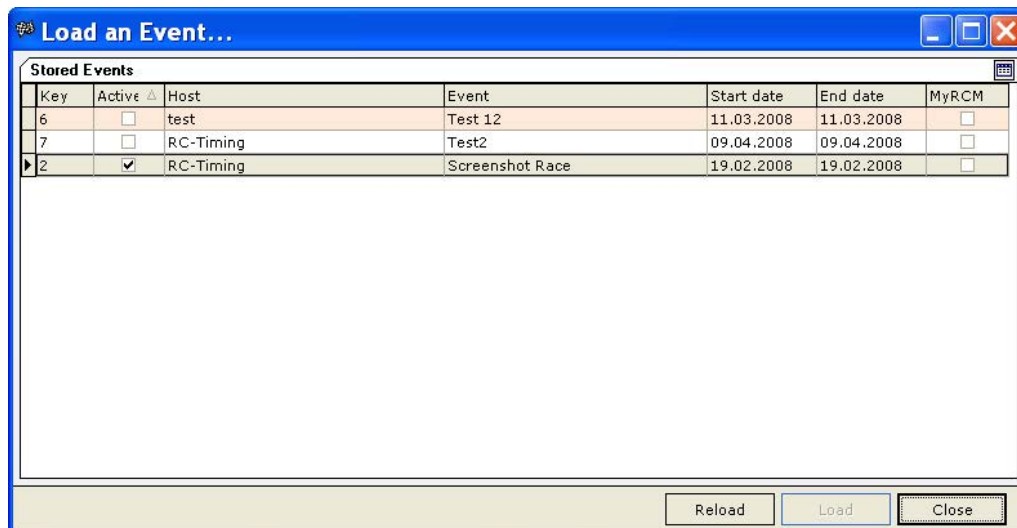 Load an Event...
Stored Events
Key Active Host Event Start date End date MyRCM
6 test Test 12 11.03.2008 11.03.2008
7 RC-Timing Test2 09.04.2008 09.04.2008
2 RC-Timing Screenshot Race 19.02.2008 19.02.2008
Reload Load Close